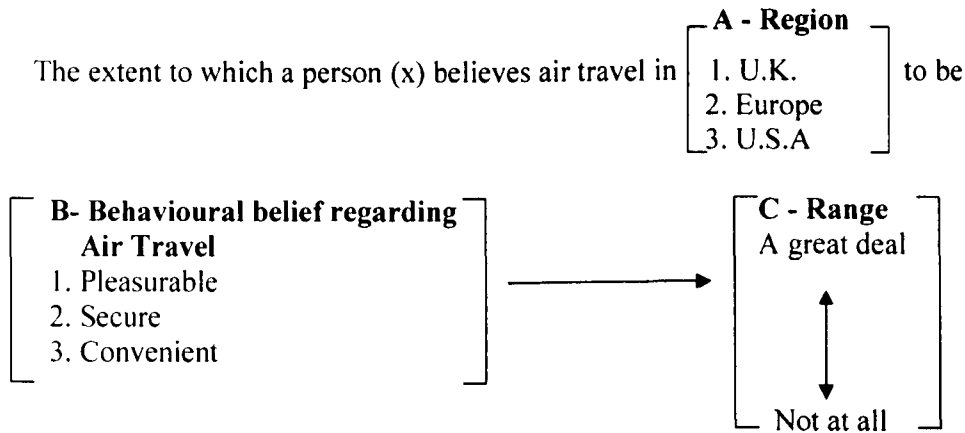 A - Region
The extent to which a person (x) believes air travel in 1. U.K. to be
2. Europe
3. U.S.A
B- Behavioural belief regarding
Air Travel
1. Pleasurable
2. Secure
3. Convenient
C - Range
A great deal
Not at all